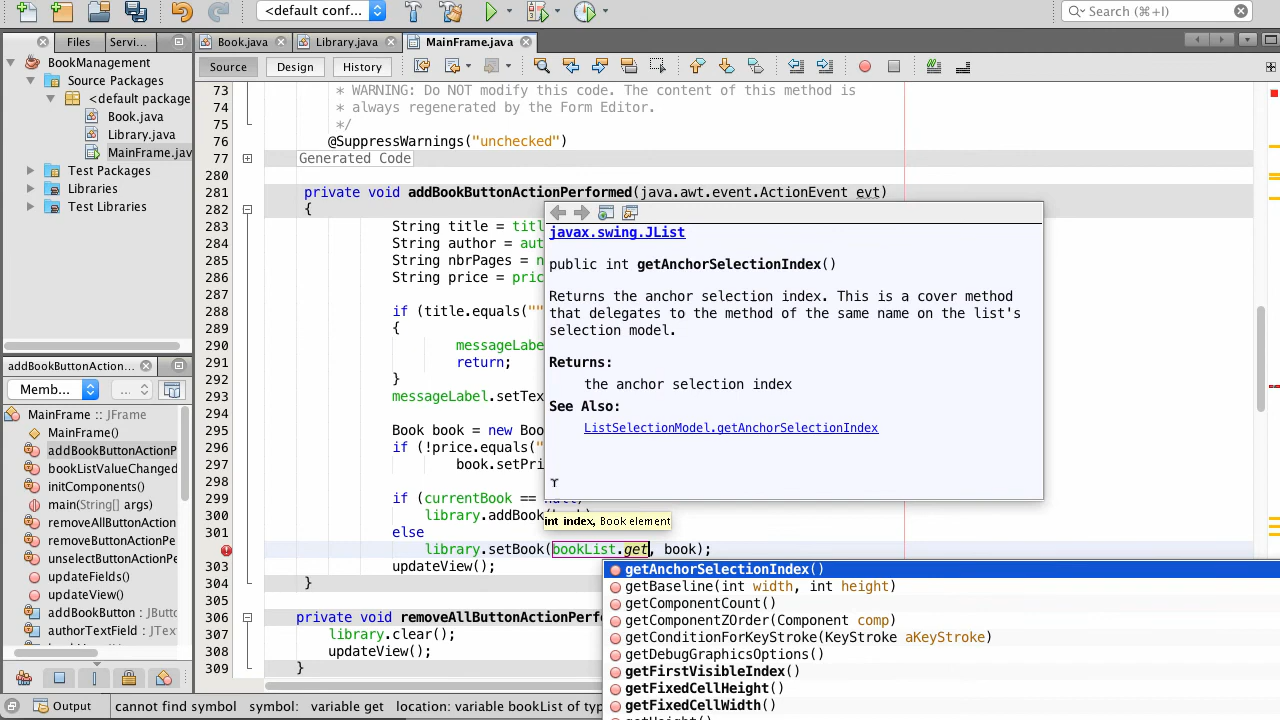 <default conf...
Search (⌘+I)
Files
Servi...
Book.java
Library.java
MainFrame.java
BookManagement
Source Packages
<default package
Book.java
Library.java
MainFrame.jav
Test Packages
Libraries
Test Libraries
Source
Design
History
73 * WARNING: Do NOT modify this code. The content of this method is
74 * always regenerated by the Form Editor.
75 */
76 @SuppressWarnings("unchecked")
77 Generated Code
280
281 private void addBookButtonActionPerformed(java.awt.event.ActionEvent evt)
282 {
283 String title = titl
284 String author = aut
285 String nbrPages = n
286 String price = pric
287
288 if (title.equals(""
289 {
290 messageLabe
291 return;
292 }
293 messageLabel.setTex
294
295 Book book = new Boo
296 if (!price.equals("
297 book.setPri
298
299 if (currentBook == null)
300 library.addBook(
301 else
library.setBook(bookList.get, book);
303 updateView();
304 }
305
306 private void removeAllButtonActionPerfo
307 library.clear();
308 updateView();
309 }
javax.swing.JList
public int getAnchorSelectionIndex()
Returns the anchor selection index. This is a cover method
that delegates to the method of the same name on the list's
selection model.
Returns:
the anchor selection index
See Also:
ListSelectionModel.getAnchorSelectionIndex
int index, Book element
getAnchorSelectionIndex()
getBaseline(int width, int height)
getComponentCount()
getComponentZOrder(Component comp)
getConditionForKeyStroke(KeyStroke aKeyStroke)
getDebugGraphicsOptions()
getFirstVisibleIndex()
getFixedCellHeight()
getFixedCellWidth()
getHeight()
addBookButtonAction...
Memb...
...
MainFrame :: JFrame
MainFrame()
addBookButtonActionP
bookListValueChanged
initComponents()
main(String[] args)
removeAllButtonAction
removeButtonActionPer
unselectButtonActionPe
updateFields()
updateView()
addBookButton : JButto
authorTextField : JTex
Output
cannot find symbol symbol: variable get location: variable bookList of typ